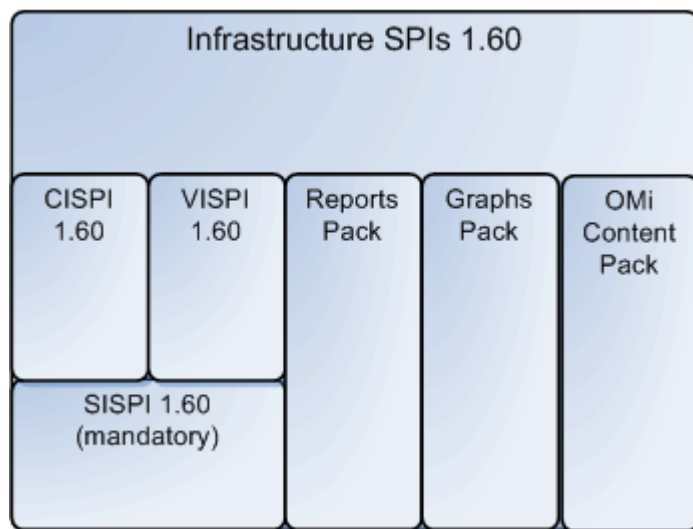 Infrastructure SPIs 1.60
CISPI
1.60
VISPI
1.60
Reports
Pack
Graphs
Pack
OMi
Content
Pack
SISPI 1.60
(mandatory)